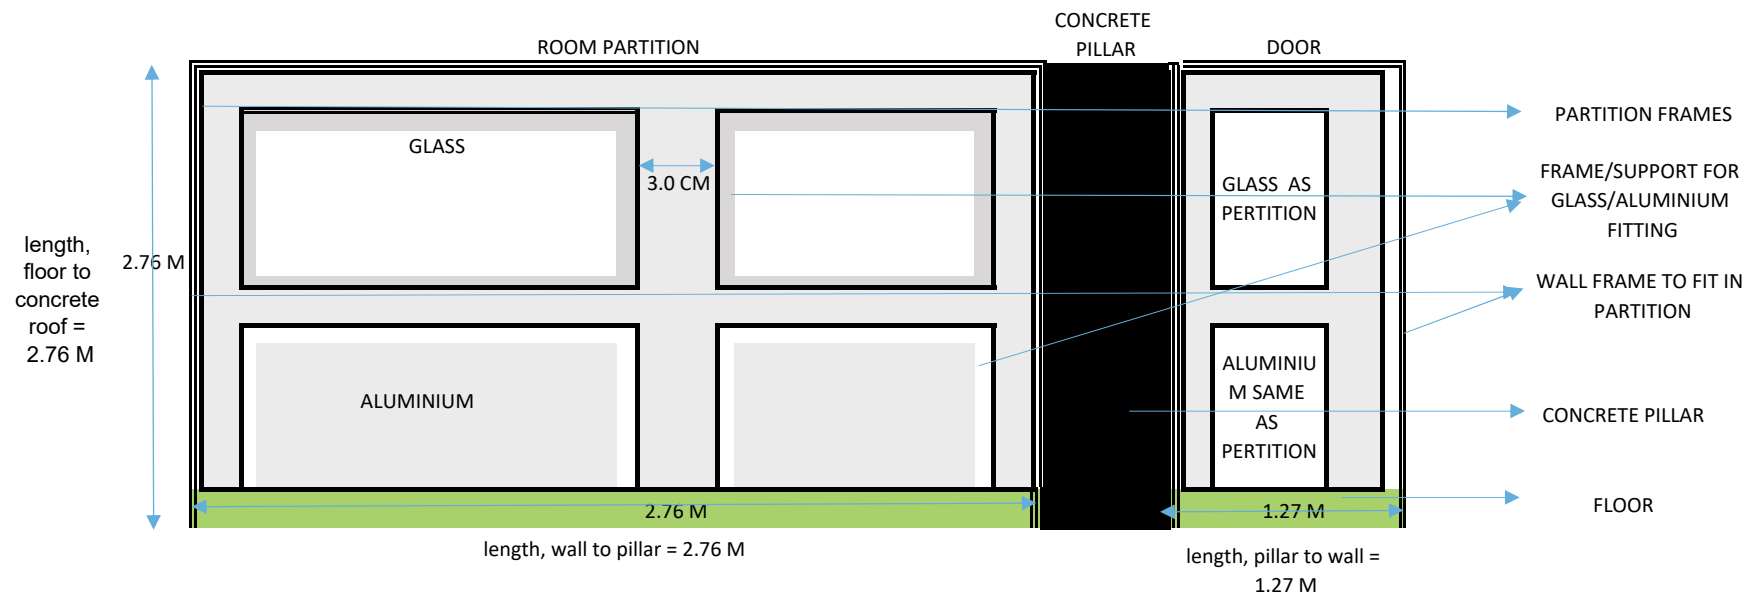 ROOM PARTITION
CONCRETE
PILLAR
DOOR
GLASS
3.0 CM
GLASS AS
PERTITION
PARTITION FRAMES
FRAME/SUPPORT FOR
GLASS/ALUMINIUM
FITTING
length,
floor to
concrete
roof =
2.76 M
2.76 M
WALL FRAME TO FIT IN
PARTITION
ALUMINIUM
ALUMINIU
M SAME
AS
PERTITION
CONCRETE PILLAR
2.76 M
1.27 M
FLOOR
length, wall to pillar = 2.76 M
length, pillar to wall =
1.27 M